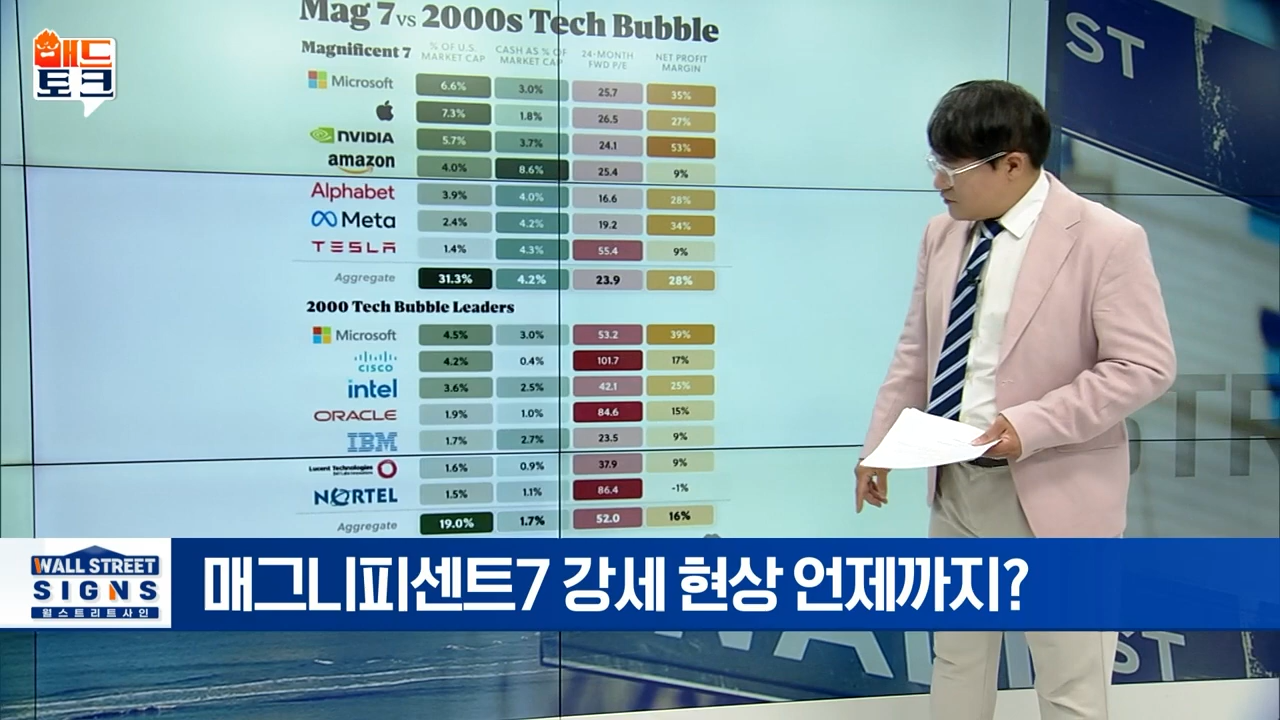 매드
토크
Mag 7 vs 2000s Tech Bubble
Magnificent 7 % OF U.S. MARKET CAP CASH AS % OF MARKET CAP 24-MONTH FWD P/E NET PROFIT MARGIN
Microsoft 6.6% 3.0% 25.7 35%
7.3% 1.8% 26.5 27%
NVIDIA 5.7% 3.7% 24.1 53%
amazon 4.0% 8.6% 25.4 9%
Alphabet 3.9% 4.0% 16.6 28%
Meta 2.4% 4.2% 19.2 34%
TESLA 1.4% 4.3% 55.4 9%
Aggregate 31.3% 4.2% 23.9 28%
2000 Tech Bubble Leaders
Microsoft 4.5% 3.0% 53.2 39%
CISCO 4.2% 0.4% 101.7 17%
intel 3.6% 2.5% 42.1 25%
ORACLE 1.9% 1.0% 84.6 15%
IBM 1.7% 2.7% 23.5 9%
Lucent Technologies 1.6% 0.9% 37.9 9%
NORTEL 1.5% 1.1% 86.4 -1%
Aggregate 19.0% 1.7% 52.0 16%
ST
STR
WALL STREET
SIGNS
월스트리트사인
매그니피센트7 강세 현상 언제까지?
WALL ST